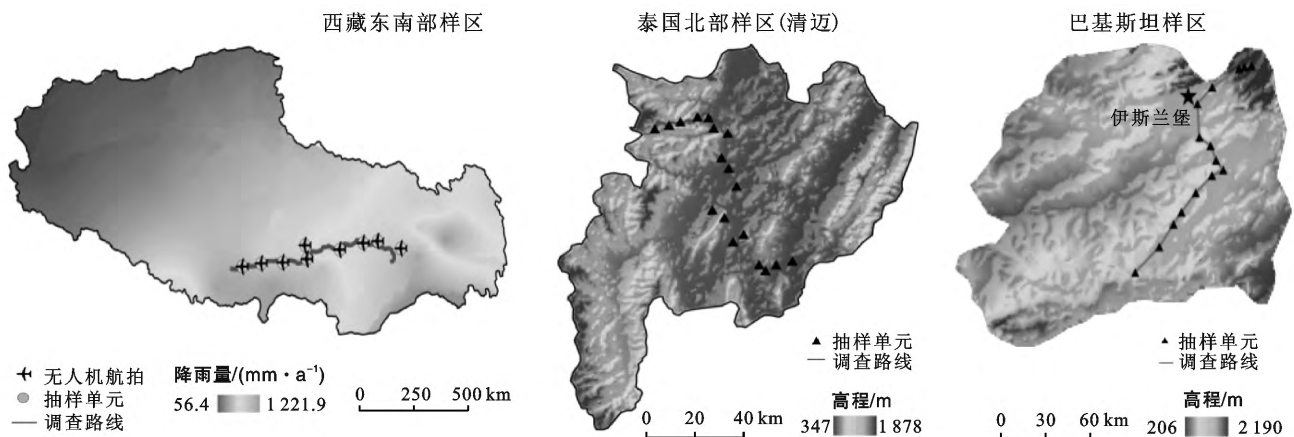 西藏东南部样区
泰国北部样区(清迈)
巴基斯坦样区
伊斯兰堡
无人机航拍
抽样单元
调查路线
降雨量/(mm·a⁻¹)
56.4 1 221.9
0 250 500 km
抽样单元
调查路线
高程/m
347 1 878
0 20 40 km
抽样单元
调查路线
高程/m
206 2 190
0 30 60 km